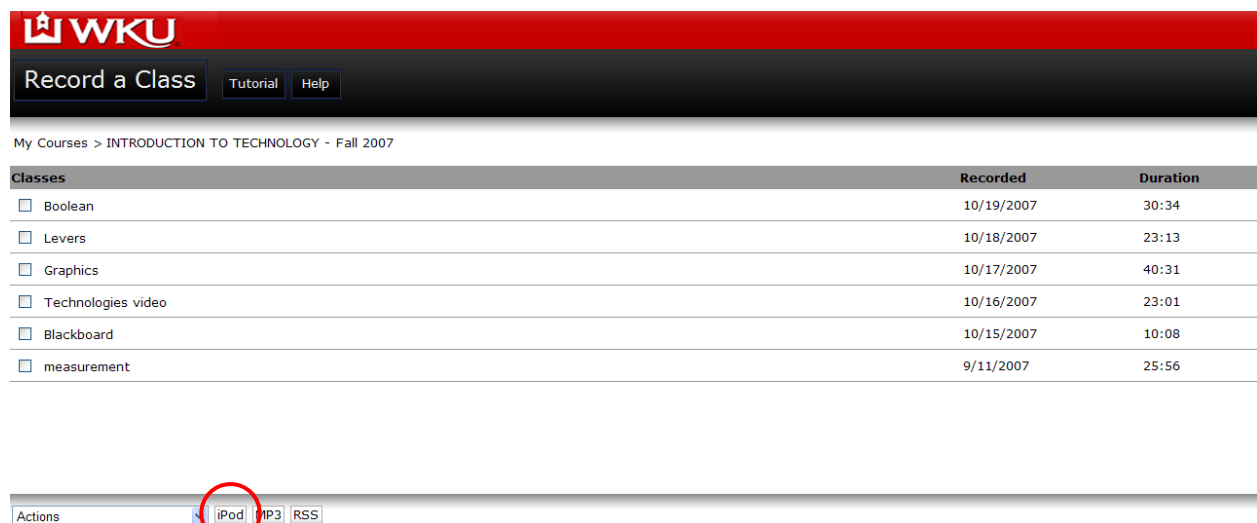 WKU
Record a Class Tutorial Help
My Courses > INTRODUCTION TO TECHNOLOGY - Fall 2007
Classes Recorded Duration
Boolean 10/19/2007 30:34
Levers 10/18/2007 23:13
Graphics 10/17/2007 40:31
Technologies video 10/16/2007 23:01
Blackboard 10/15/2007 10:08
measurement 9/11/2007 25:56
Actions iPod MP3 RSS